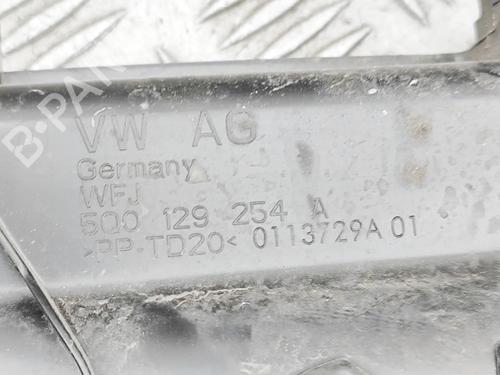 VW AG
Germany
WFJ
5Q0 129 254 A
>PP-TD20< 0113729A 01
B-PARTS